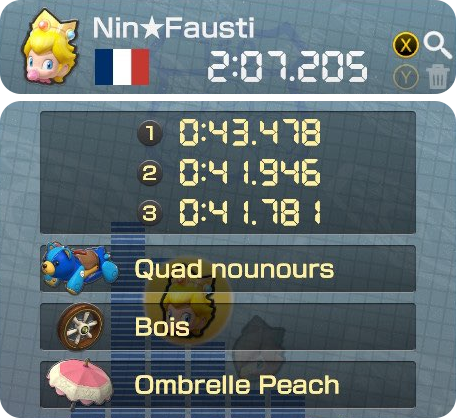 Nin★Fausti
2:07.205
X
Y
1 0:43.478
2 0:41.946
3 0:41.781
Quad nounours
Bois
Ombrelle Peach